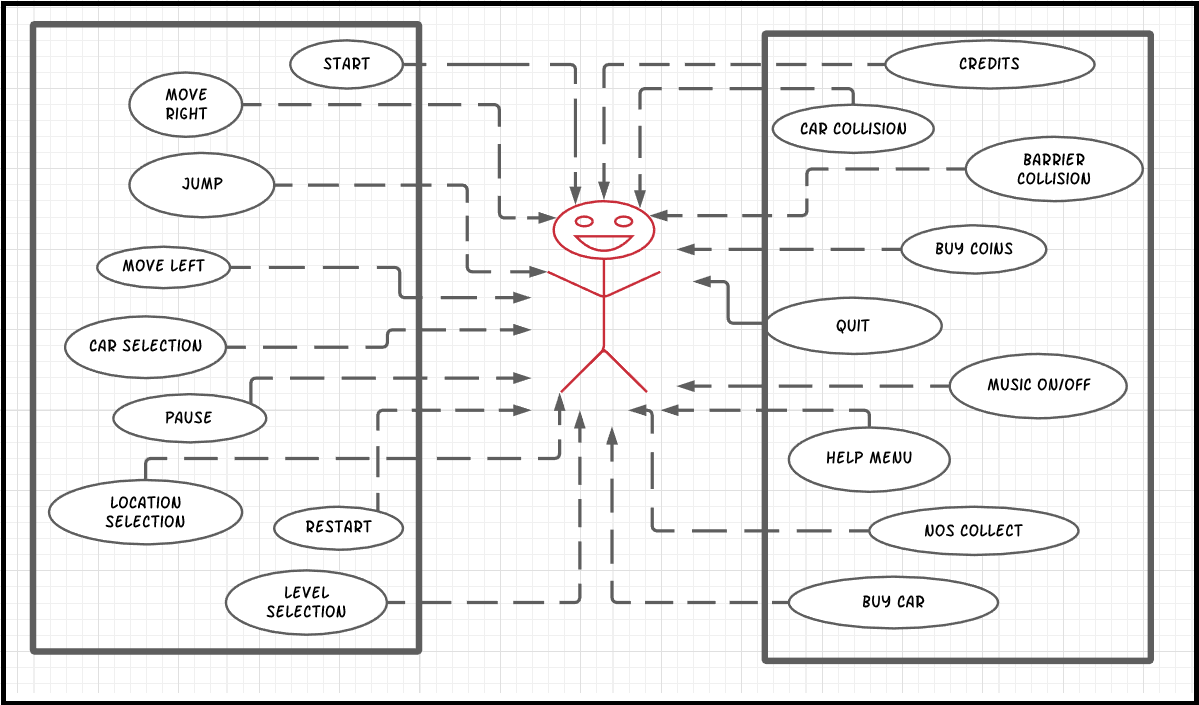 START
MOVE
RIGHT
JUMP
MOVE LEFT
CAR SELECTION
PAUSE
LOCATION
SELECTION
RESTART
LEVEL
SELECTION
CREDITS
CAR COLLISION
BARRIER
COLLISION
BUY COINS
QUIT
MUSIC ON/OFF
HELP MENU
NOS COLLECT
BUY CAR